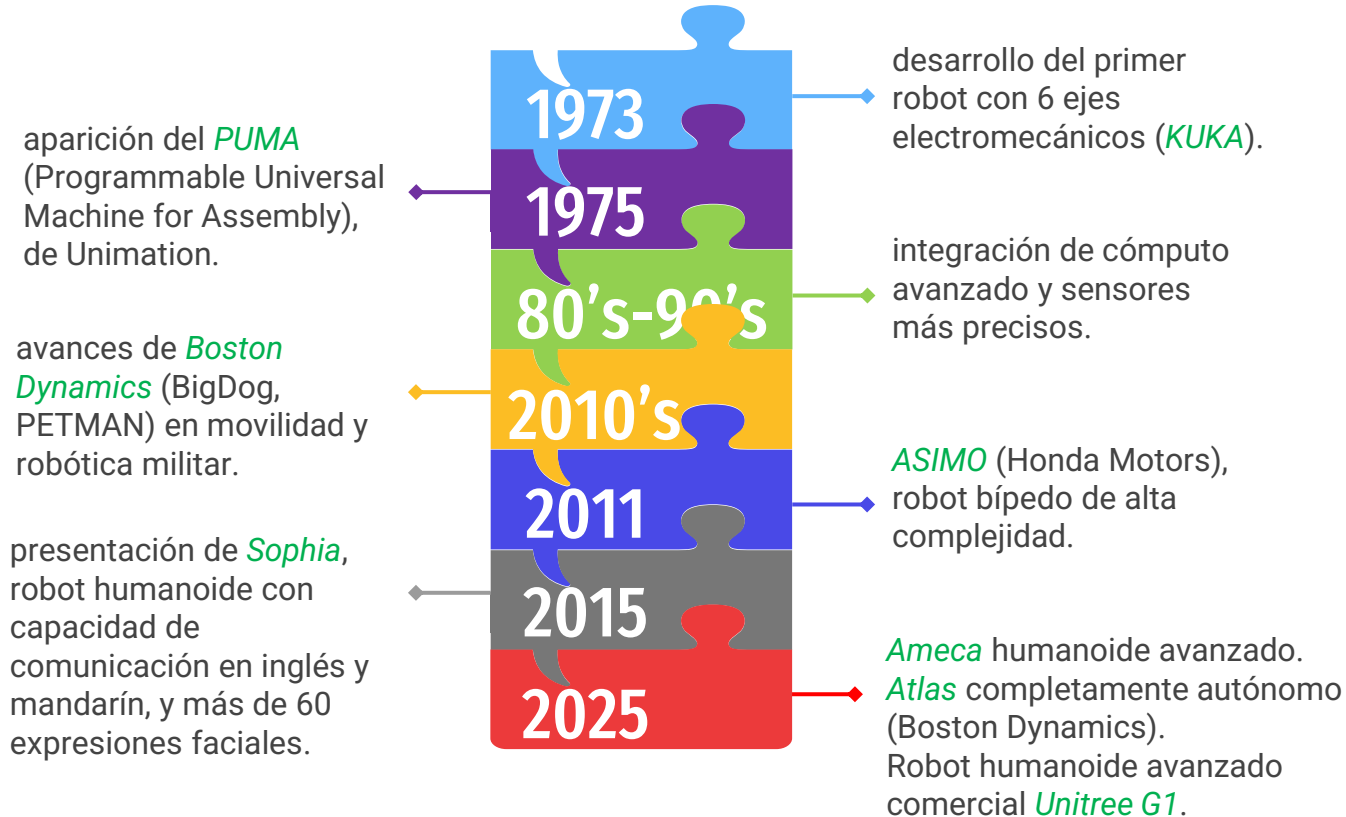 1973
desarrollo del primer
robot con 6 ejes
electromecánicos (KUKA).
aparición del PUMA
(Programmable Universal
Machine for Assembly),
de Unimation.
1975
80's-90's
integración de cómputo
avanzado y sensores
más precisos.
avances de Boston
Dynamics (BigDog,
PETMAN) en movilidad y
robótica militar.
2010's
2011
ASIMO (Honda Motors),
robot bípedo de alta
complejidad.
presentación de Sophia,
robot humanoide con
capacidad de
comunicación en inglés y
mandarín, y más de 60
expresiones faciales.
2015
2025
Ameca humanoide avanzado.
Atlas completamente autónomo
(Boston Dynamics).
Robot humanoide avanzado
comercial Unitree G1.